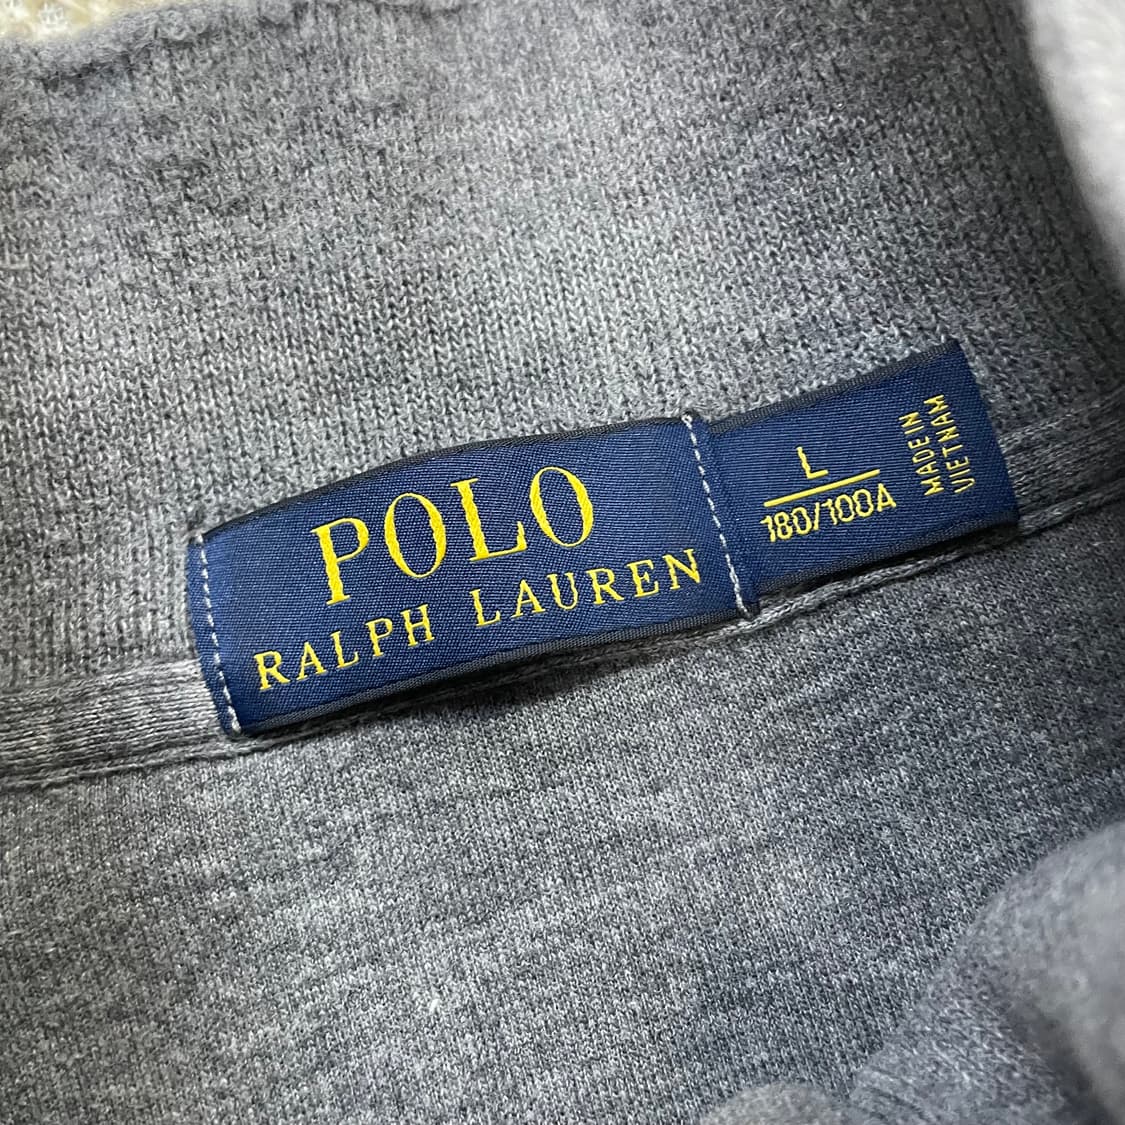 POLO
RALPH LAUREN
L
180/100A
MADE IN
VIETNAM